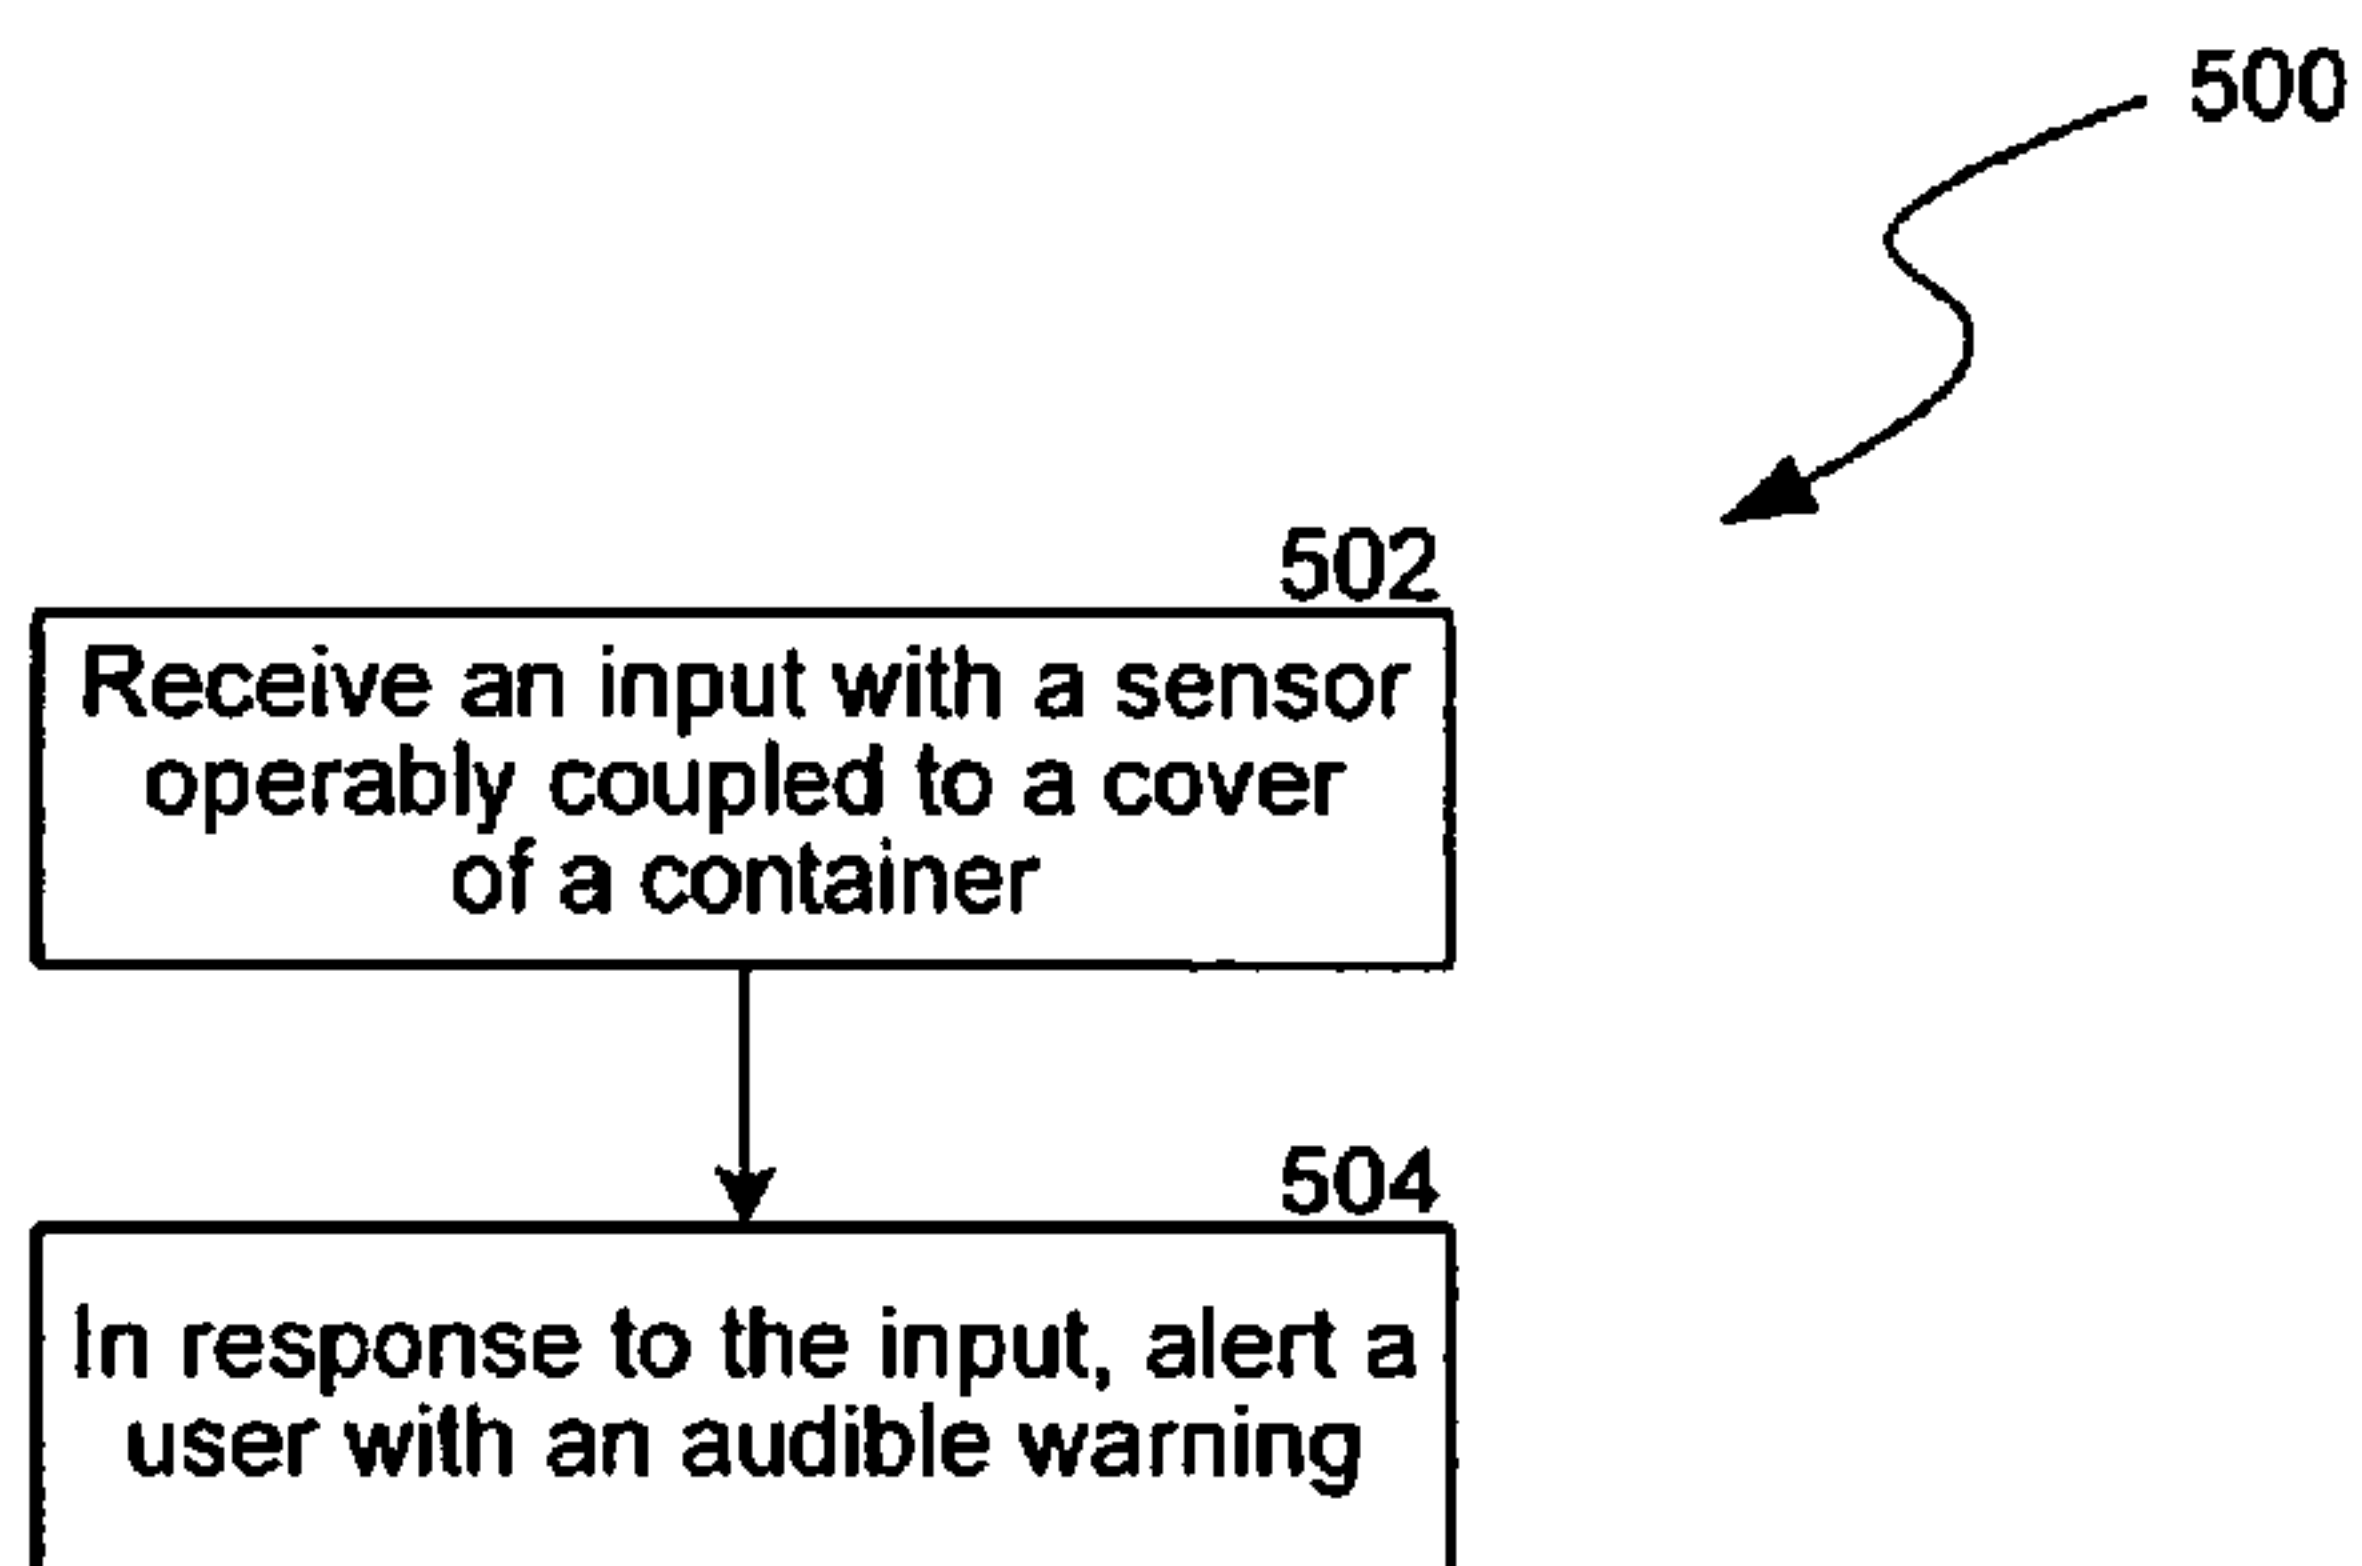 500
502
Receive an input with a sensor
operably coupled to a cover
of a container
504
In response to the input, alert a
user with an audible warning